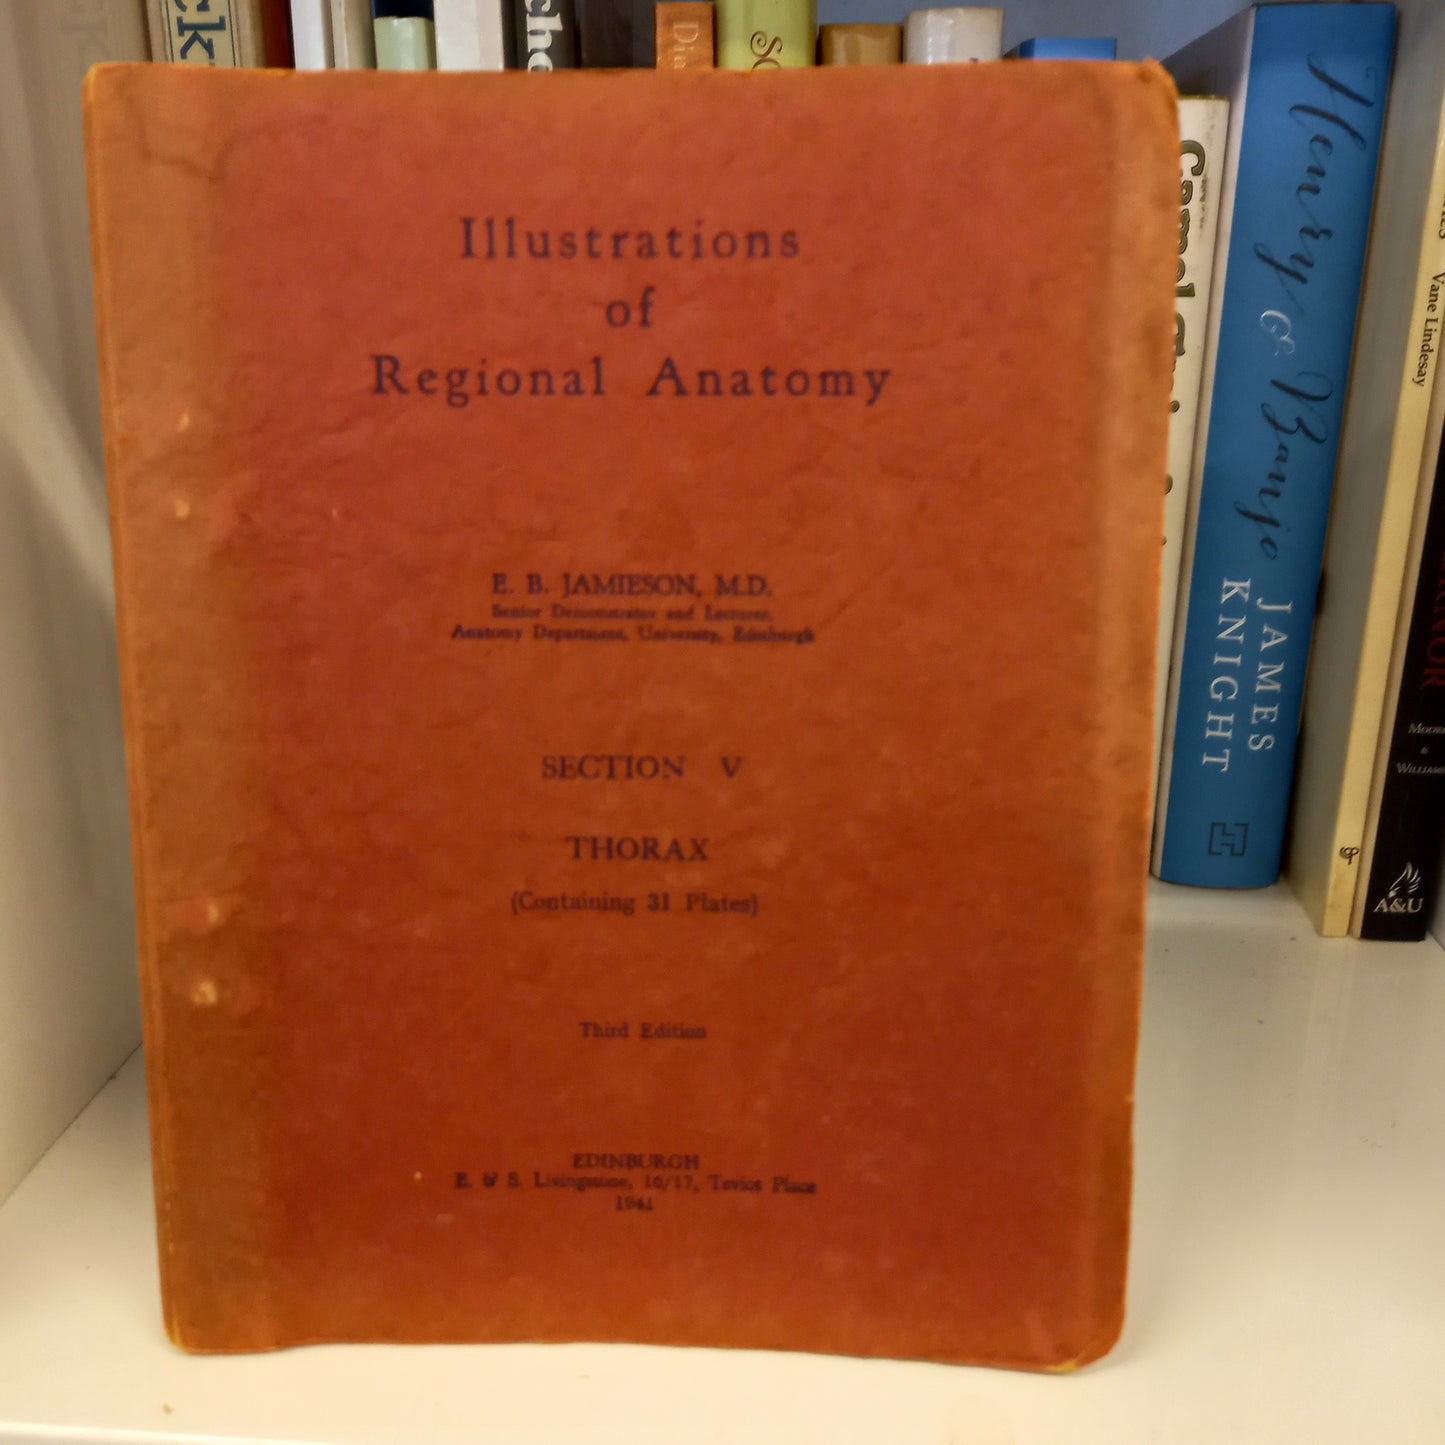 Illustrations
of
Regional Anatomy
E. B. JAMIESON, M.D.
Senior Demonstrator and Lecturer,
Anatomy Department, University, Edinburgh
SECTION V
THORAX
(Containing 31 Plates)
Third Edition
EDINBURGH
E. & S. Livingstone, 16/17, Teviot Place
1941
Henry & Banjo
JAMES
KNIGHT
Vane Lindesay
A&U